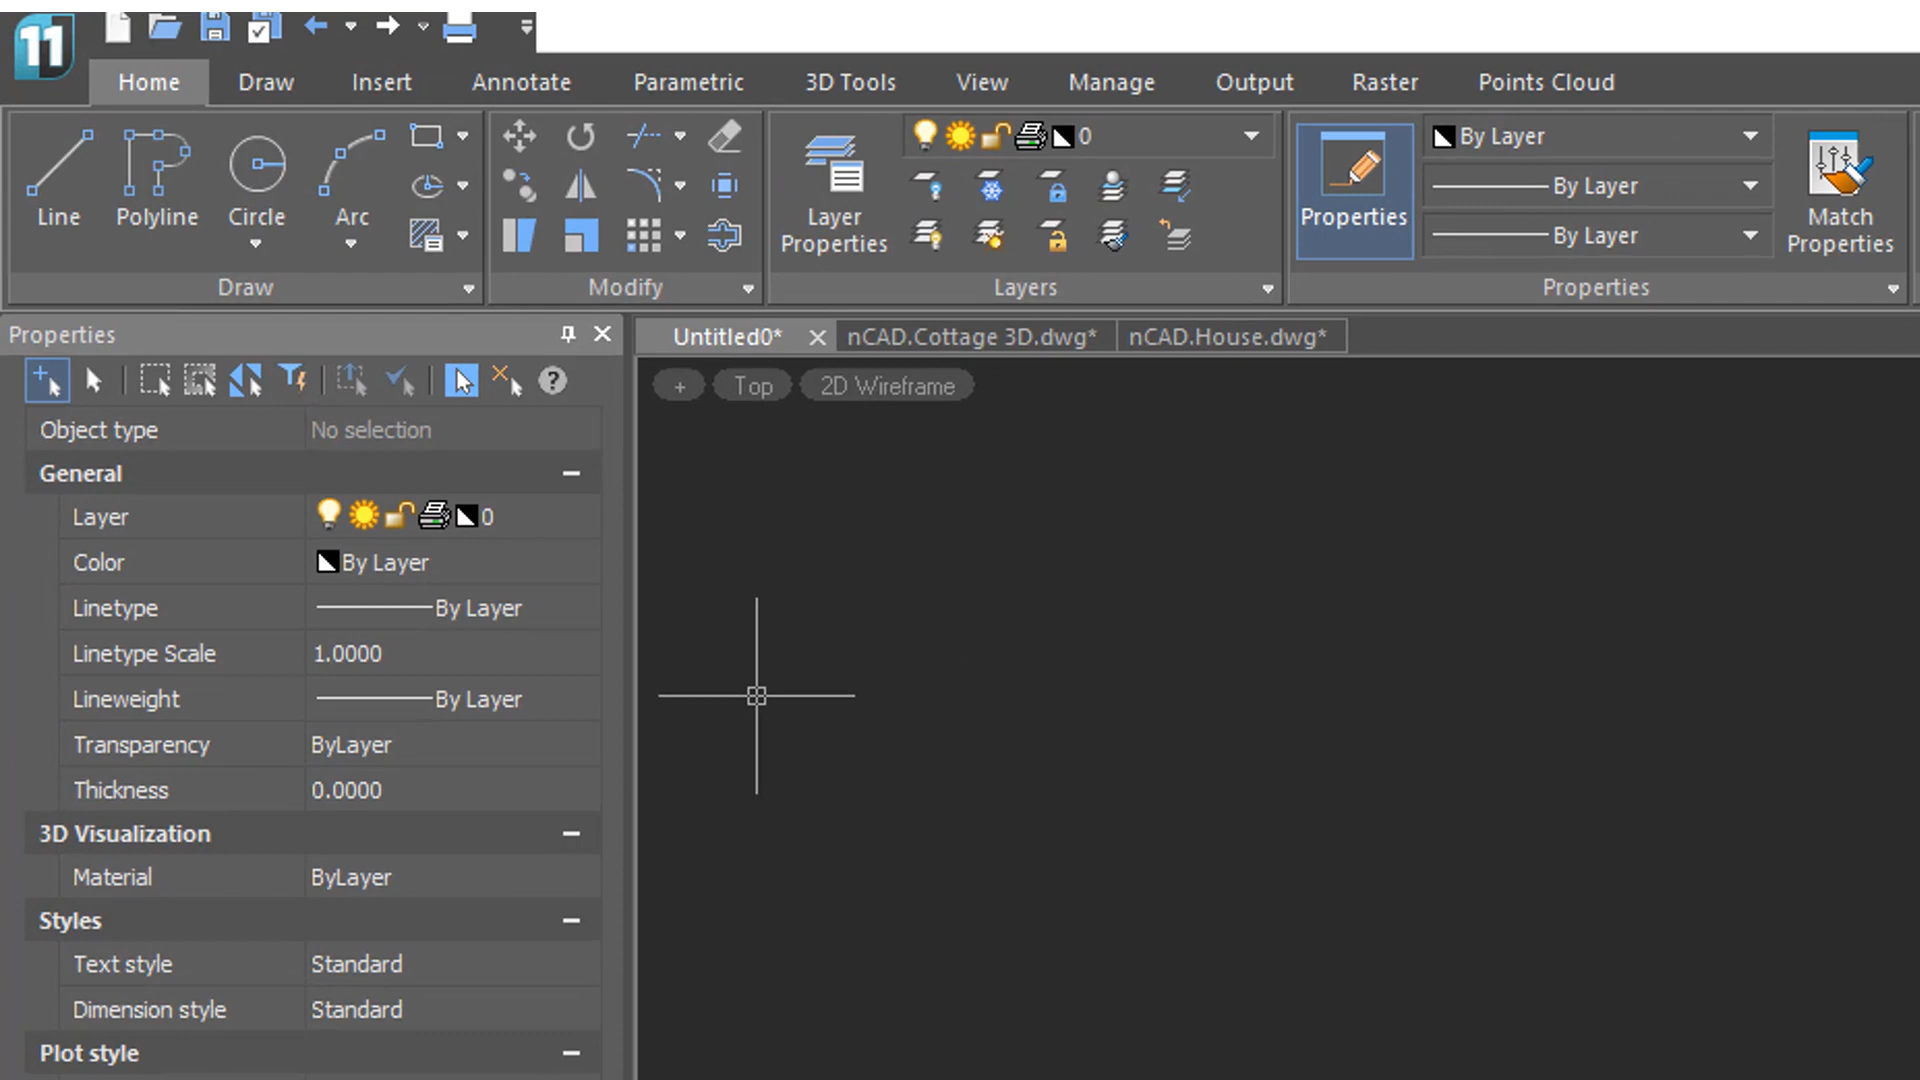 11
Home Draw Insert Annotate Parametric 3D Tools View Manage Output Raster Points Cloud
0
By Layer
By Layer
By Layer
Line Polyline Circle Arc
Layer Properties
Properties
Match Properties
Draw Modify Layers Properties
Properties
Untitled0* nCAD.Cottage 3D.dwg* nCAD.House.dwg*
+ Top 2D Wireframe
Object type No selection
General
Layer 0
Color By Layer
Linetype By Layer
Linetype Scale 1.0000
Lineweight By Layer
Transparency ByLayer
Thickness 0.0000
3D Visualization
Material ByLayer
Styles
Text style Standard
Dimension style Standard
Plot style